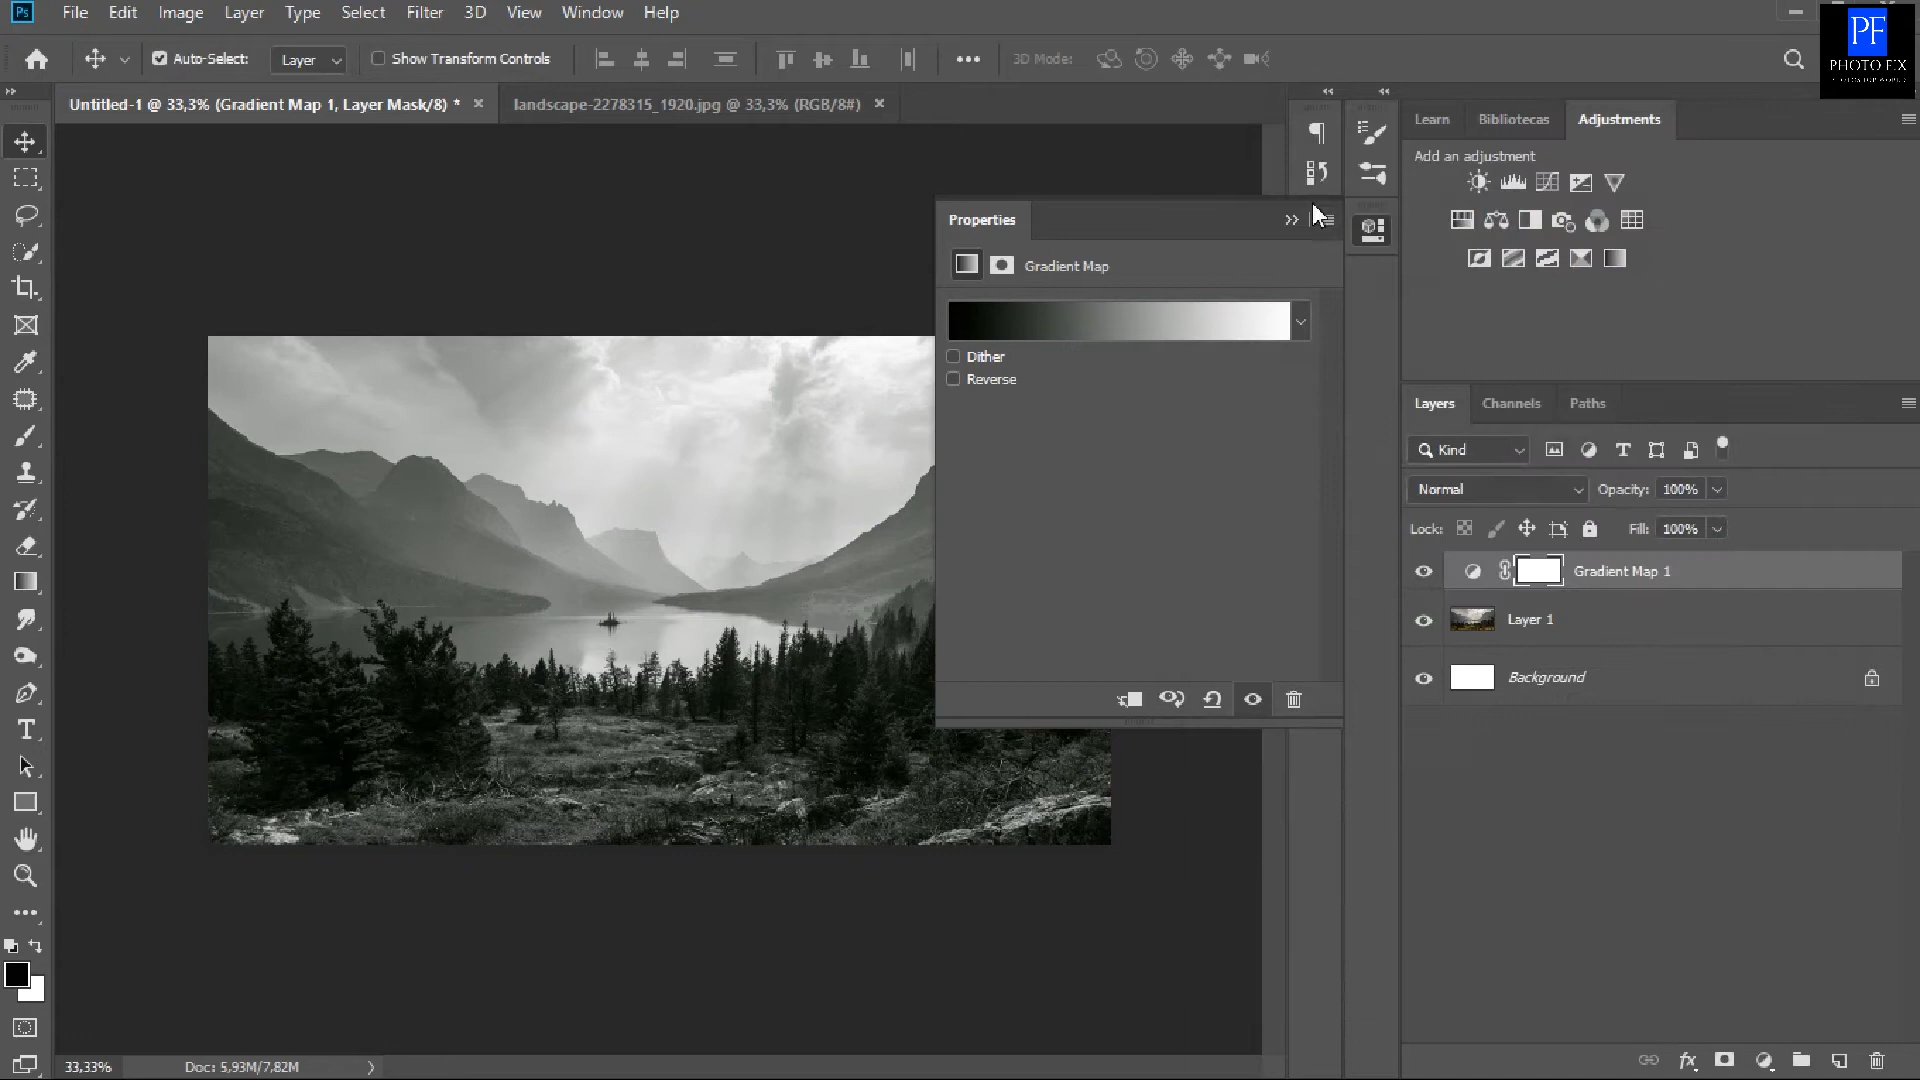 Ps File Edit Image Layer Type Select Filter 3D View Window Help
PF
PHOTO FIX
PHOTOSHOP WORLD
Auto-Select: Layer Show Transform Controls 3D Mode:
Untitled-1 @ 33,3% (Gradient Map 1, Layer Mask/8) * landscape-2278315_1920.jpg @ 33,3% (RGB/8#)
Learn Bibliotecas Adjustments
Add an adjustment
Properties
Gradient Map
Dither
Reverse
Layers Channels Paths
Kind
Normal Opacity: 100%
Lock: Fill: 100%
Gradient Map 1
Layer 1
Background
33,33% Doc: 5,93M/7,82M